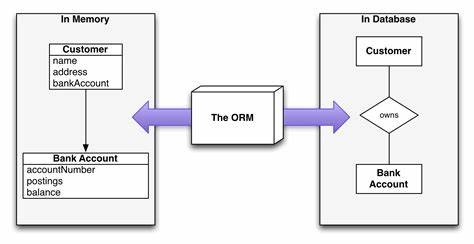 In Memory
Customer
name
address
bankAccount
Bank Account
accountNumber
postings
balance
The ORM
In Database
Customer
owns
Bank
Account